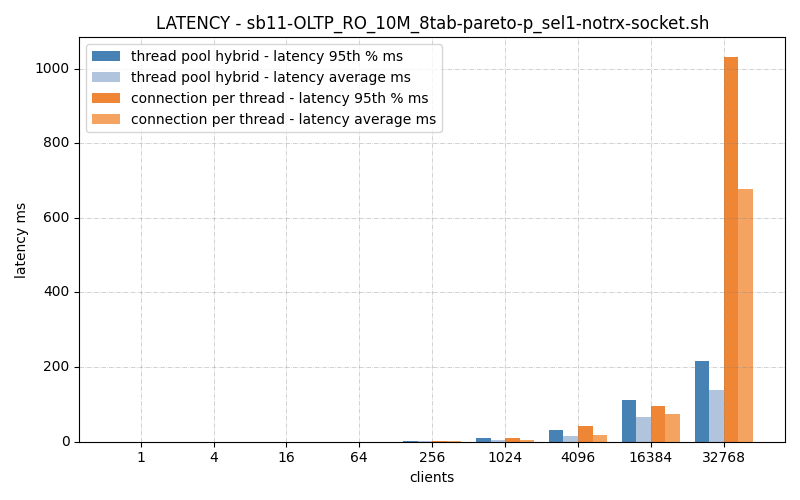 LATENCY - sb11-OLTP_RO_10M_8tab-pareto-p_sel1-notrx-socket.sh
thread pool hybrid - latency 95th % ms
thread pool hybrid - latency average ms
connection per thread - latency 95th % ms
connection per thread - latency average ms
latency ms
1000
800
600
400
200
0
1 4 16 64 256 1024 4096 16384 32768
clients